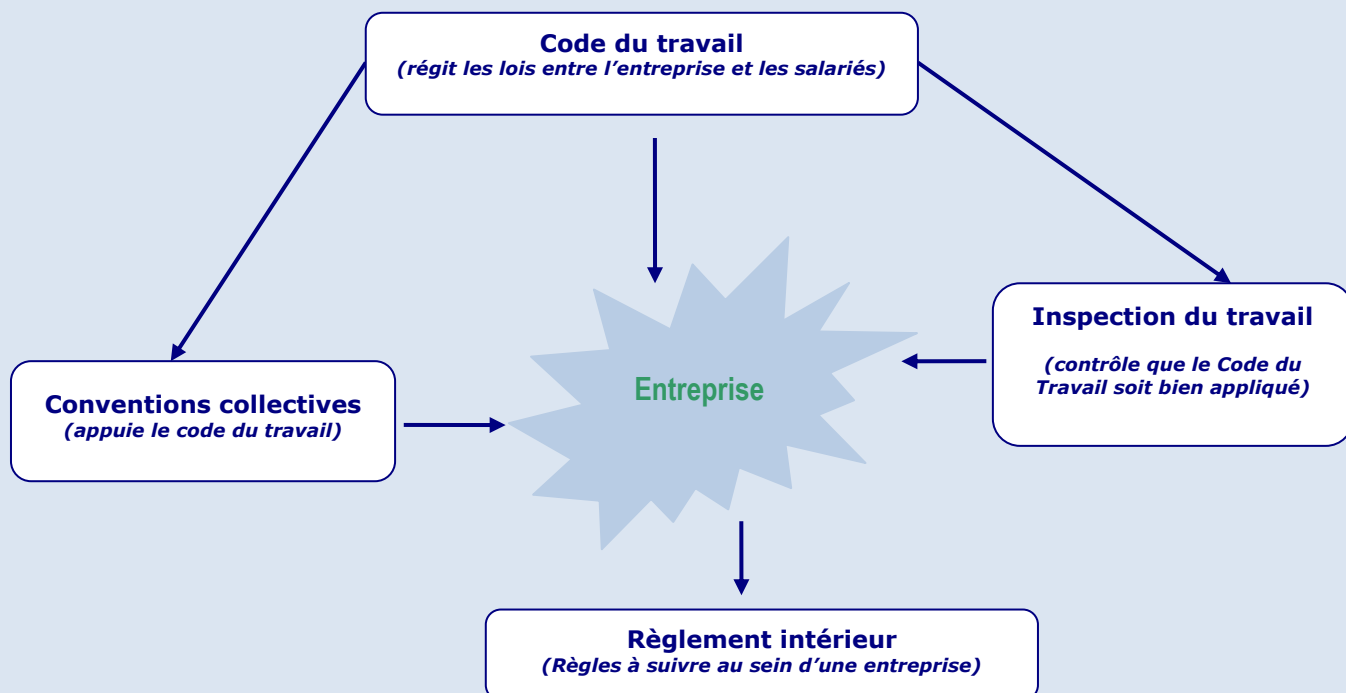 Code du travail
(régit les lois entre l’entreprise et les salariés)
Inspection du travail
(contrôle que le Code du
Travail soit bien appliqué)
Entreprise
Conventions collectives
(appuie le code du travail)
Règlement intérieur
(Règles à suivre au sein d’une entreprise)